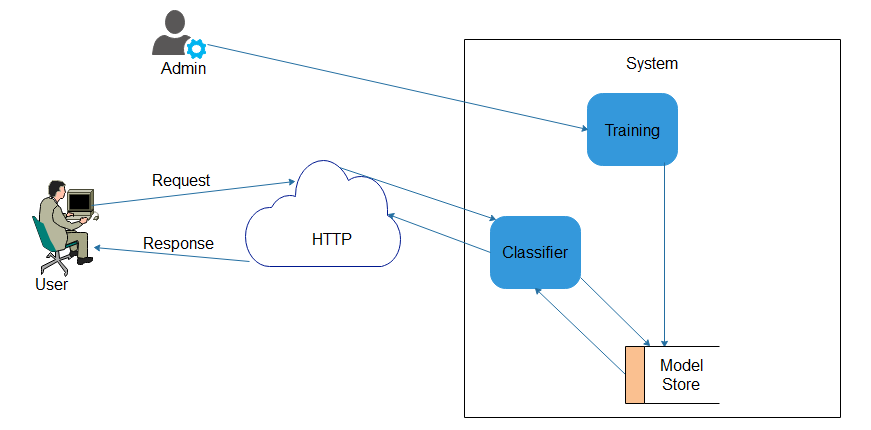 Admin
System
Training
Request
Response
HTTP
Classifier
User
Model
Store